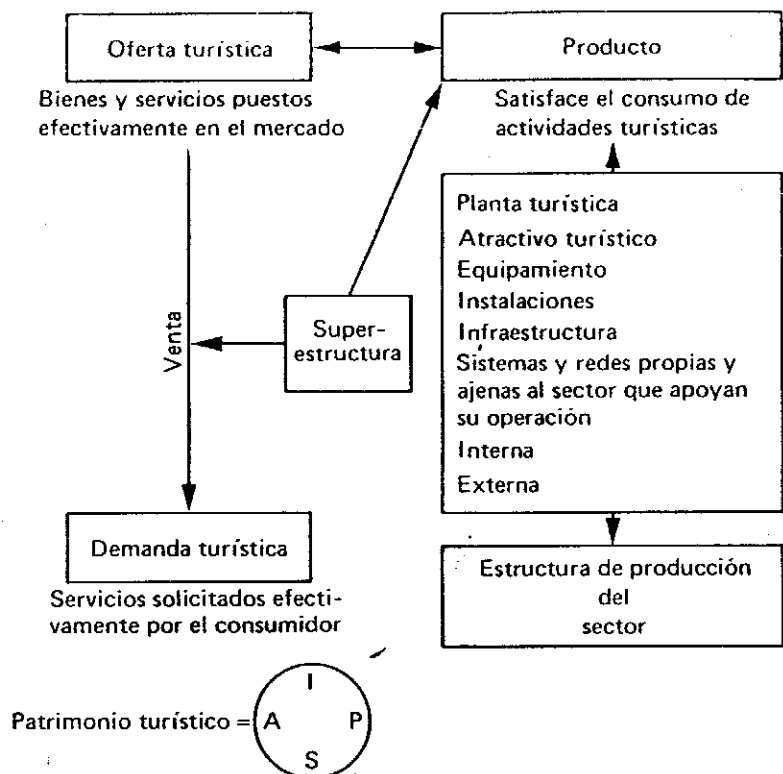 Oferta turística
Producto
Bienes y servicios puestos
efectivamente en el mercado
Satisface el consumo de
actividades turísticas
Planta turística
Atractivo turístico
Equipamiento
Instalaciones
Infraestructura
Sistemas y redes propias y
ajenas al sector que apoyan
su operación
Interna
Externa
Super-
estructura
Venta
Demanda turística
Servicios solicitados efecti-
vamente por el consumidor
Estructura de producción
del
sector
Patrimonio turístico =
I
A P
S